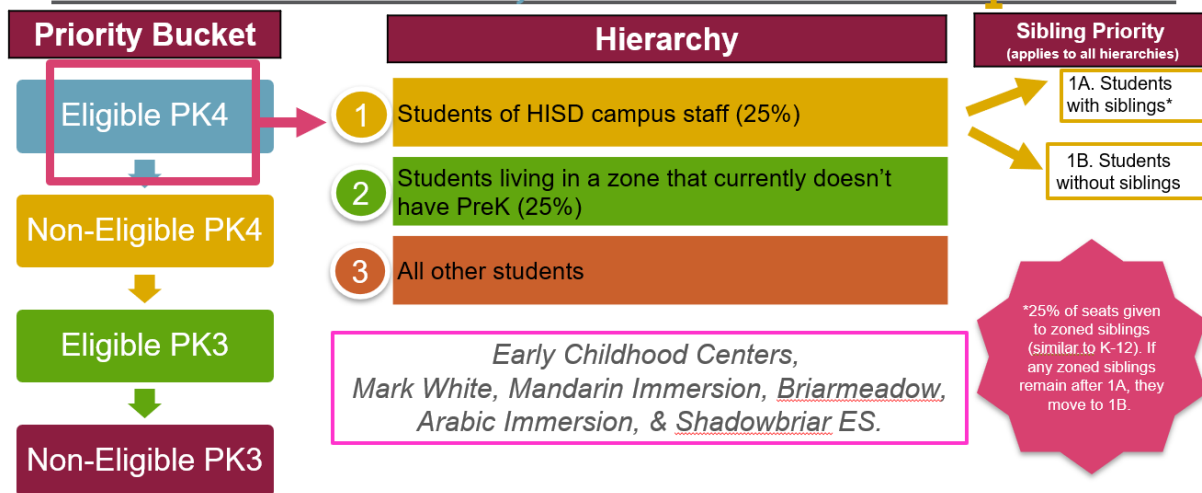 Priority Bucket
Eligible PK4
Non-Eligible PK4
Eligible PK3
Non-Eligible PK3
Hierarchy
1
Students of HISD campus staff (25%)
2
Students living in a zone that currently doesn’t
have PreK (25%)
3
All other students
Early Childhood Centers,
Mark White, Mandarin Immersion, Briarmeadow,
Arabic Immersion, & Shadowbriar ES.
Sibling Priority
(applies to all hierarchies)
1A. Students
with siblings*
1B. Students
without siblings
*25% of seats given
to zoned siblings
(similar to K-12). If
any zoned siblings
remain after 1A, they
move to 1B.